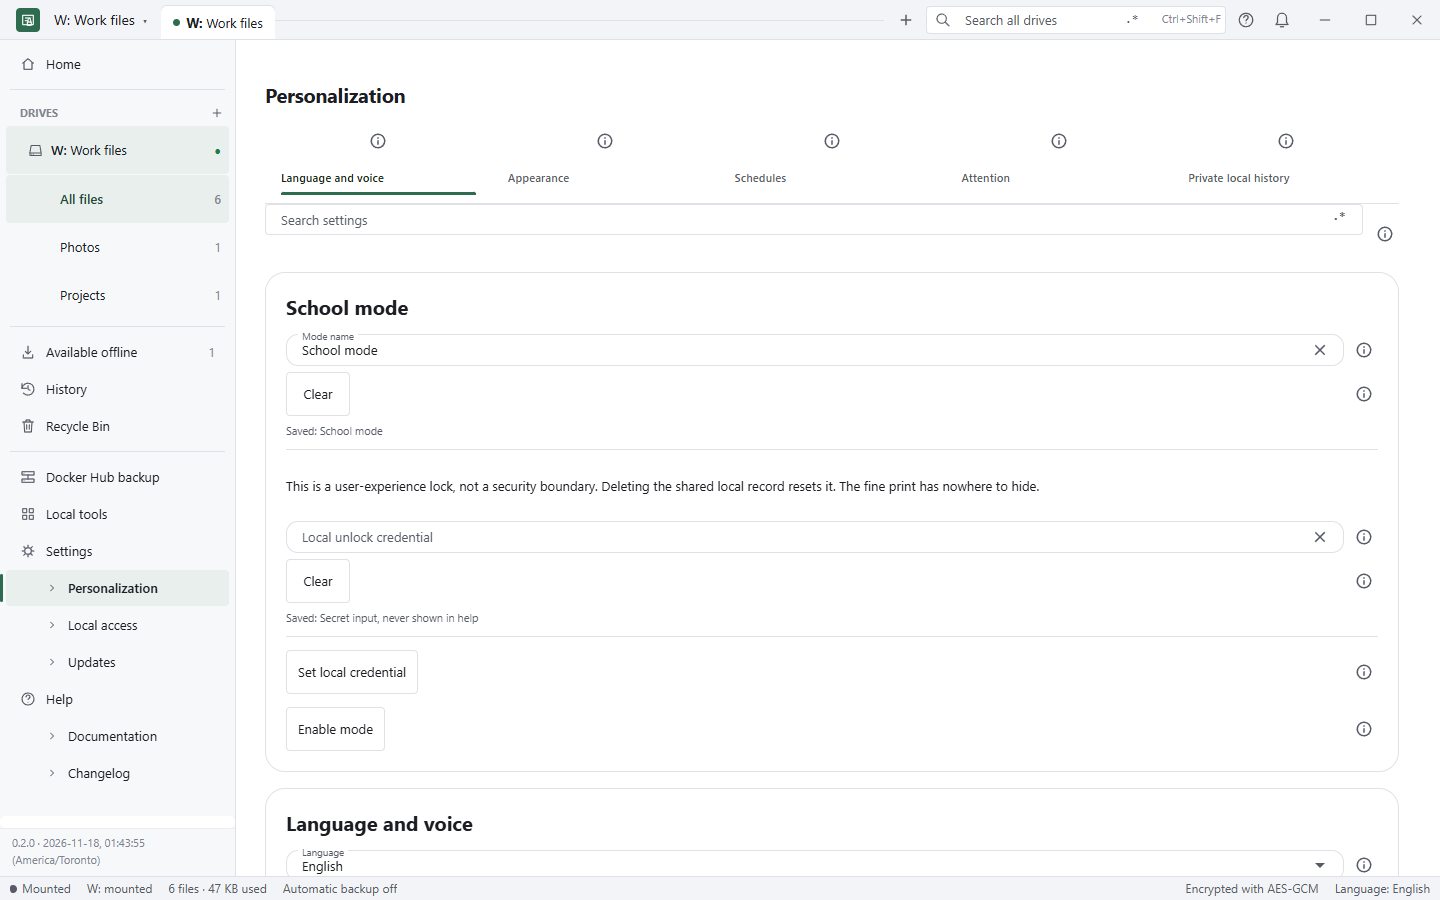 W: Work files
W: Work files
Search all drives
.*
Ctrl+Shift+F
Home
DRIVES
W: Work files
All files 6
Photos 1
Projects 1
Available offline 1
History
Recycle Bin
Docker Hub backup
Local tools
Settings
Personalization
Local access
Updates
Help
Documentation
Changelog
0.2.0 · 2026-11-18, 01:43:55
(America/Toronto)
Personalization
Language and voice
Appearance
Schedules
Attention
Private local history
Search settings
.*
School mode
Mode name
School mode
Clear
Saved: School mode
This is a user-experience lock, not a security boundary. Deleting the shared local record resets it. The fine print has nowhere to hide.
Local unlock credential
Clear
Saved: Secret input, never shown in help
Set local credential
Enable mode
Language and voice
Language
English
Mounted
W: mounted
6 files · 47 KB used
Automatic backup off
Encrypted with AES-GCM
Language: English